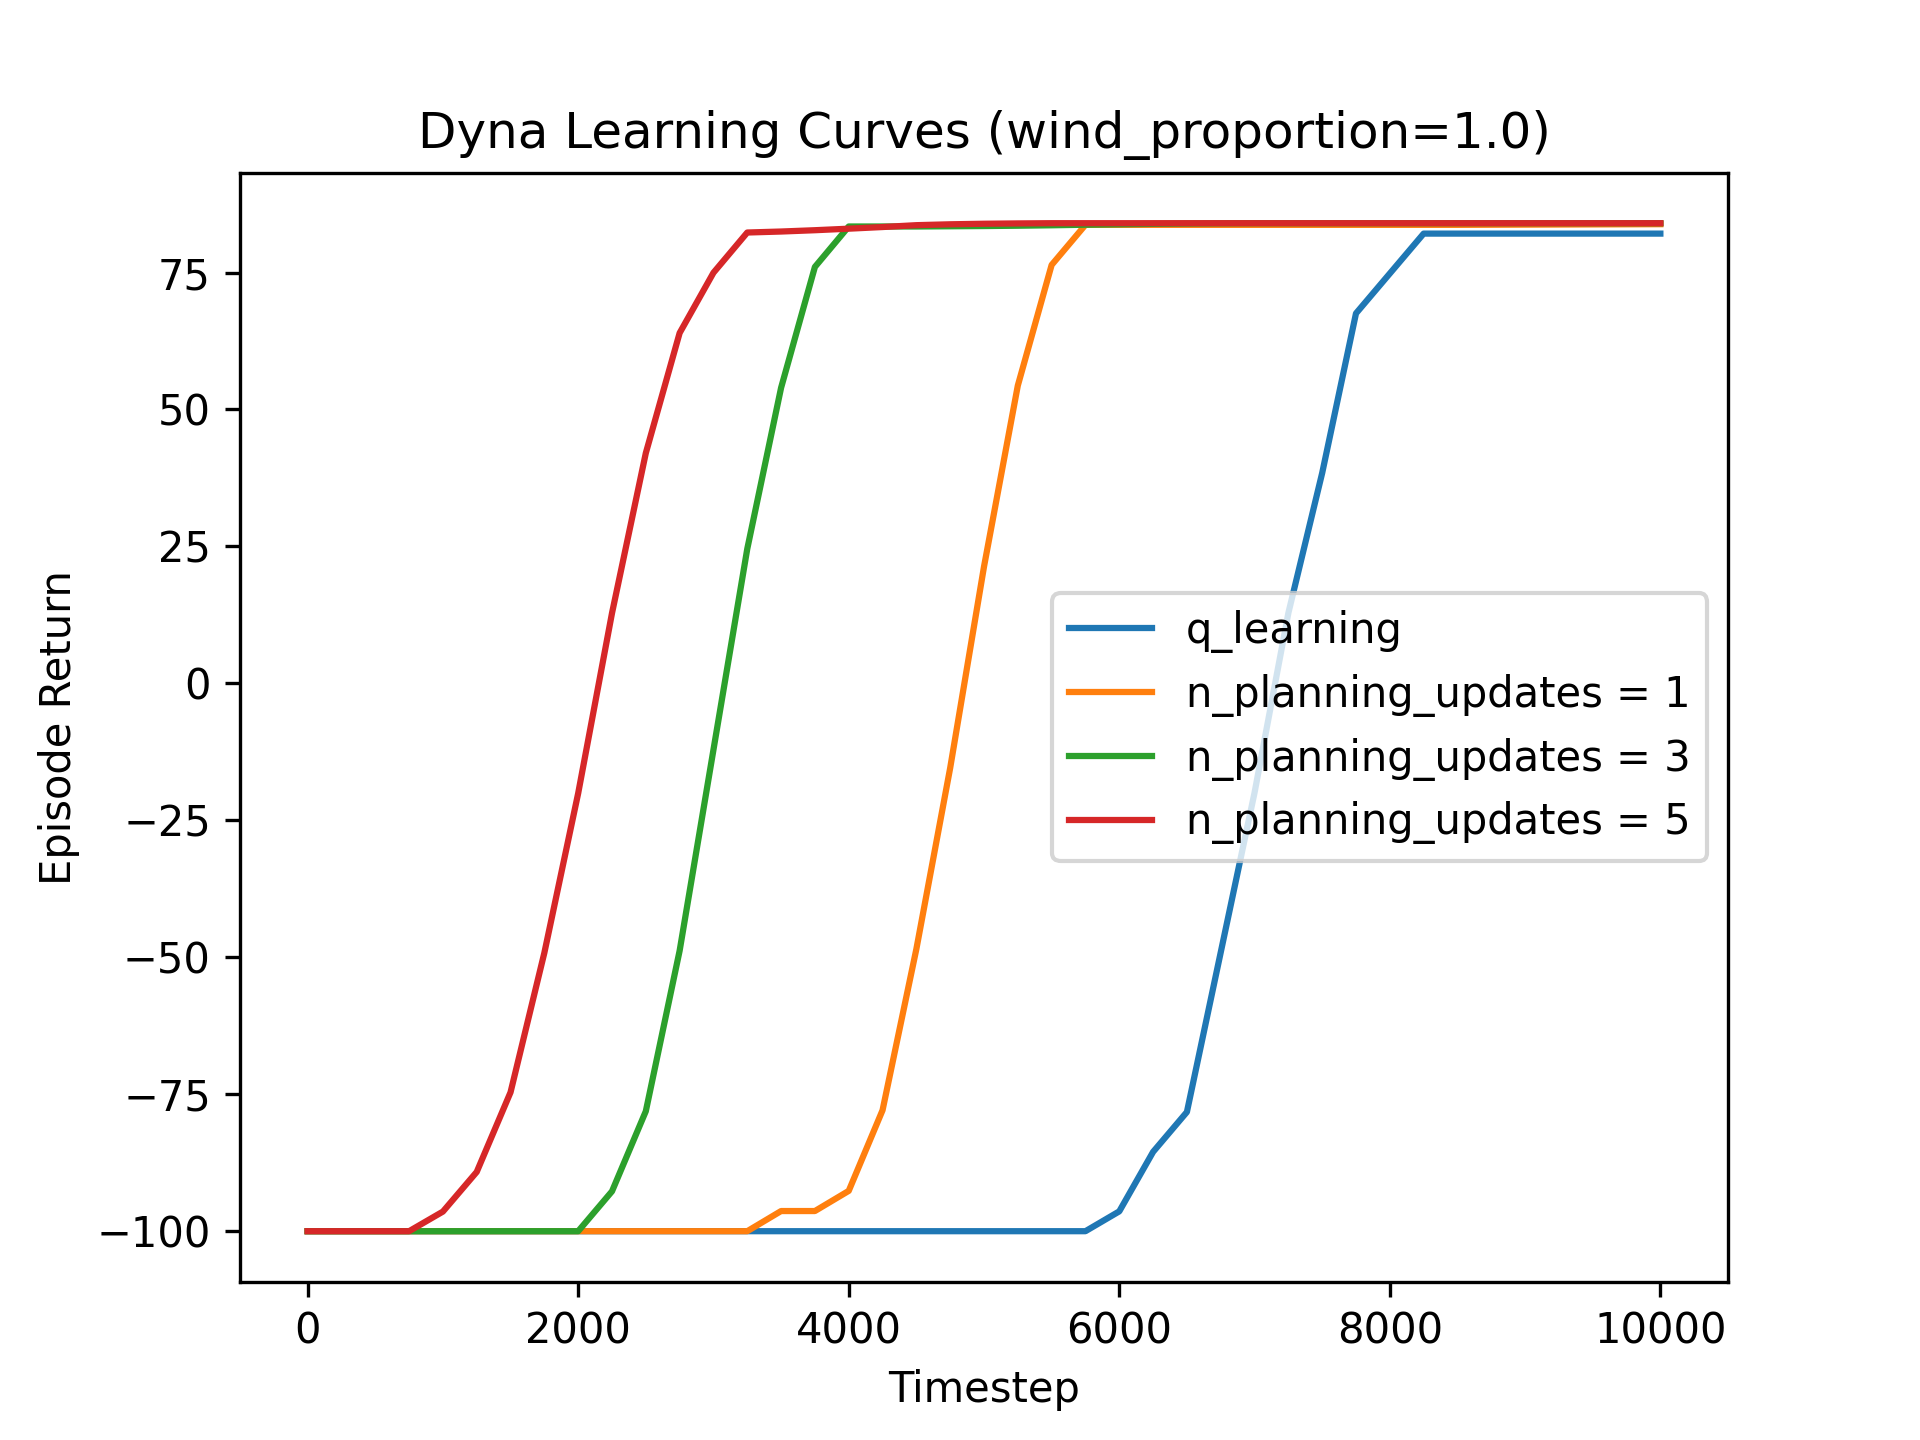 Dyna Learning Curves (wind_proportion=1.0)
Episode Return
75
50
25
0
−25
−50
−75
−100
q_learning
n_planning_updates = 1
n_planning_updates = 3
n_planning_updates = 5
0 2000 4000 6000 8000 10000
Timestep